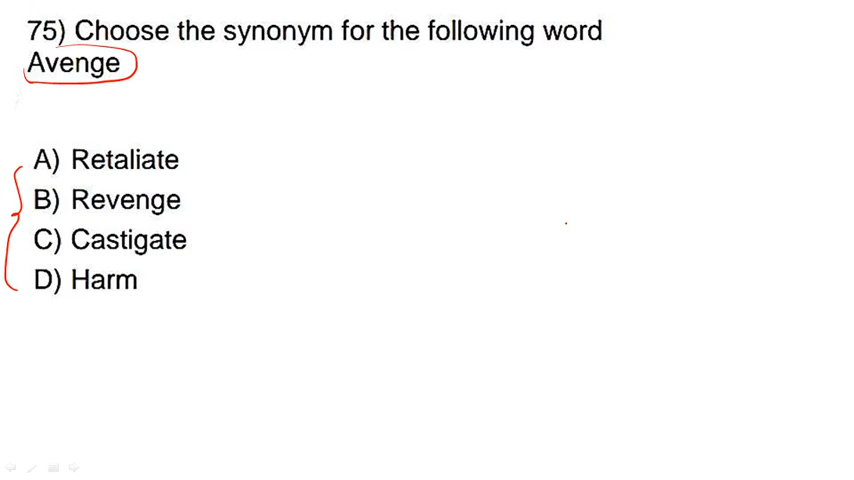 75) Choose the synonym for the following word
Avenge
A) Retaliate
B) Revenge
C) Castigate
D) Harm